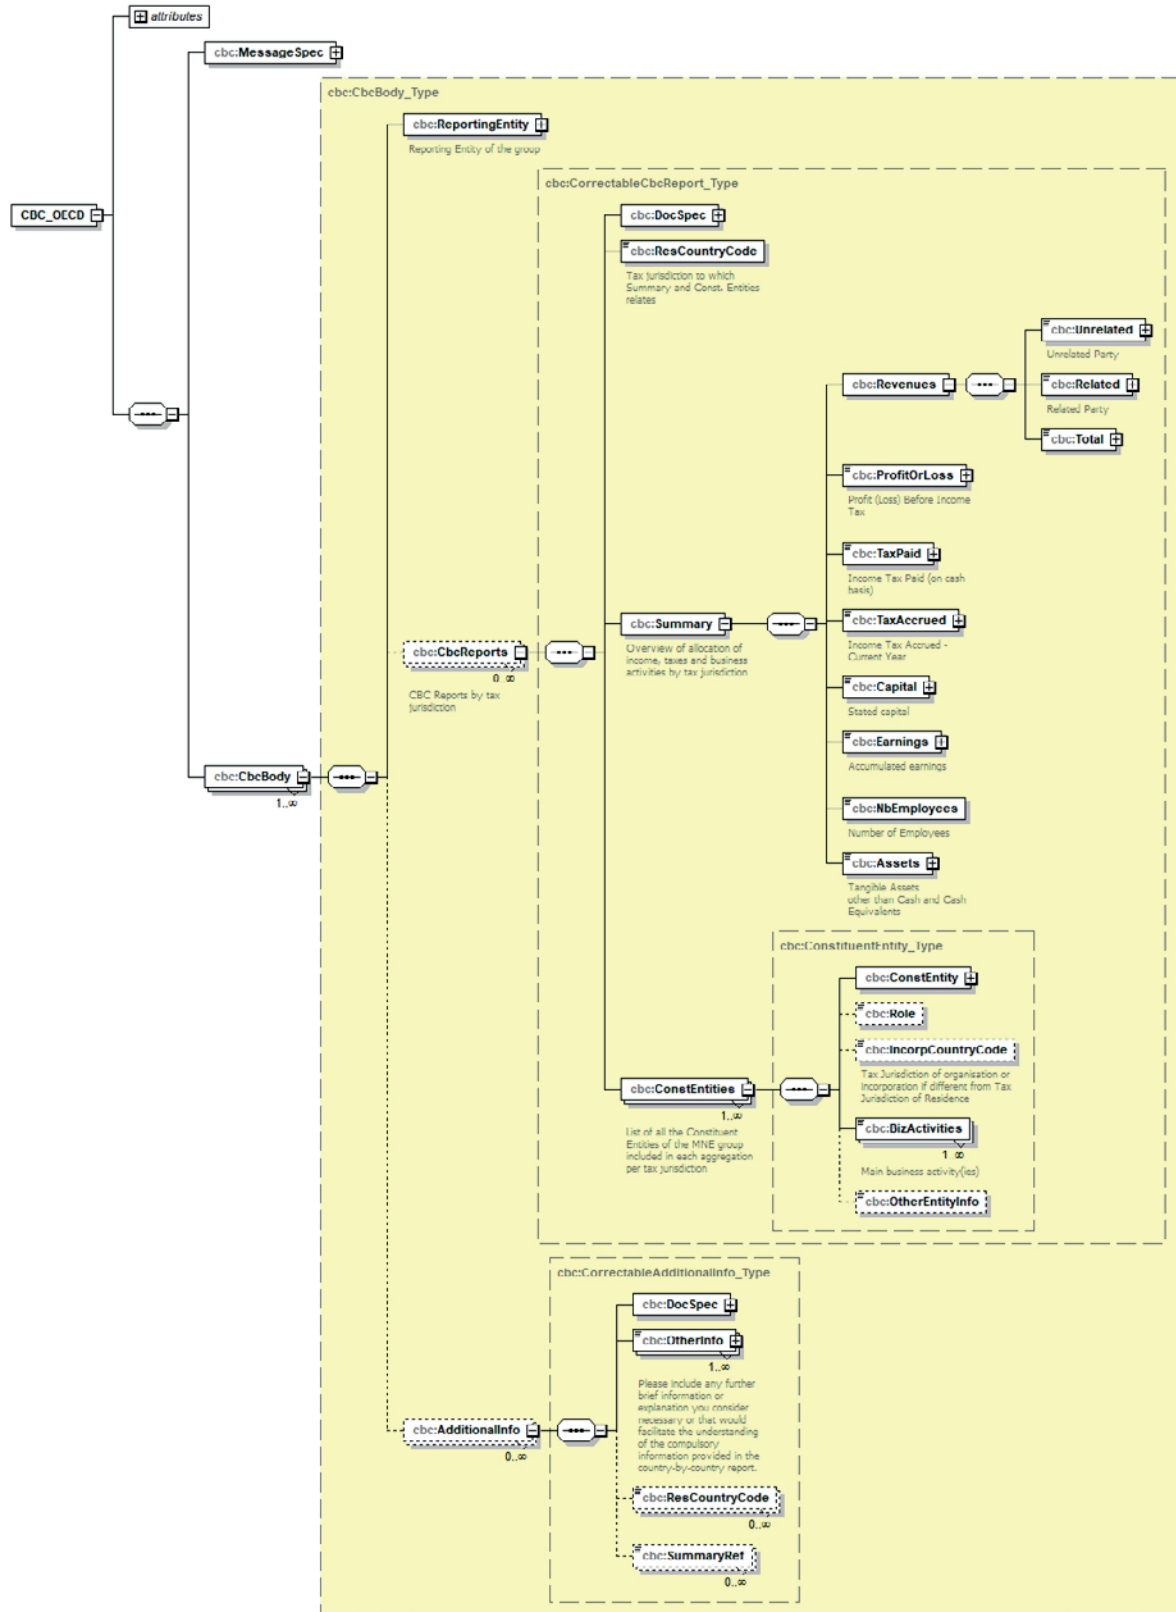 attributes
cbc:MessageSpec
cbc:CbcBody_Type
cbc:ReportingEntity
Reporting Entity of the group
cbc:CorrectableCbcReport_Type
CBC_OECD
cbc:DocSpec
cbc:ResCountryCode
Tax jurisdiction to which
Summary and Const. Entities
relates
cbc:Unrelated
Unrelated Party
cbc:Revenues
cbc:Related
Related Party
cbc:Total
cbc:ProfitOrLoss
Profit (Loss) Before Income
Tax
cbc:TaxPaid
Income Tax Paid (on cash
basis)
cbc:Summary
Overview of allocation of
income, taxes and business
activities by tax jurisdiction
cbc:TaxAccrued
Income Tax Accrued -
Current Year
cbc:CbcReports
0..∞
CBC Reports by tax
jurisdiction
cbc:Capital
Stated capital
cbc:Earnings
Accumulated earnings
cbc:CbcBody
1..∞
cbc:NbEmployees
Number of Employees
cbc:Assets
Tangible Assets
other than Cash and Cash
Equivalents
cbc:ConstituentEntity_Type
cbc:ConstEntity
cbc:Role
cbc:IncorpCountryCode
Tax Jurisdiction of organisation or
incorporation if different from Tax
Jurisdiction of Residence
cbc:ConstEntities
1..∞
List of all the Constituent
Entities of the MNE group
included in each aggregation
per tax jurisdiction
cbc:BizActivities
1..∞
Main business activity(ies)
cbc:OtherEntityInfo
cbc:CorrectableAdditionalInfo_Type
cbc:DocSpec
cbc:OtherInfo
1..∞
Please include any further
brief information or
explanation you consider
necessary or that would
facilitate the understanding
of the compulsory
information provided in the
country-by-country report.
cbc:AdditionalInfo
0..∞
cbc:ResCountryCode
0..∞
cbc:SummaryRef
0..∞